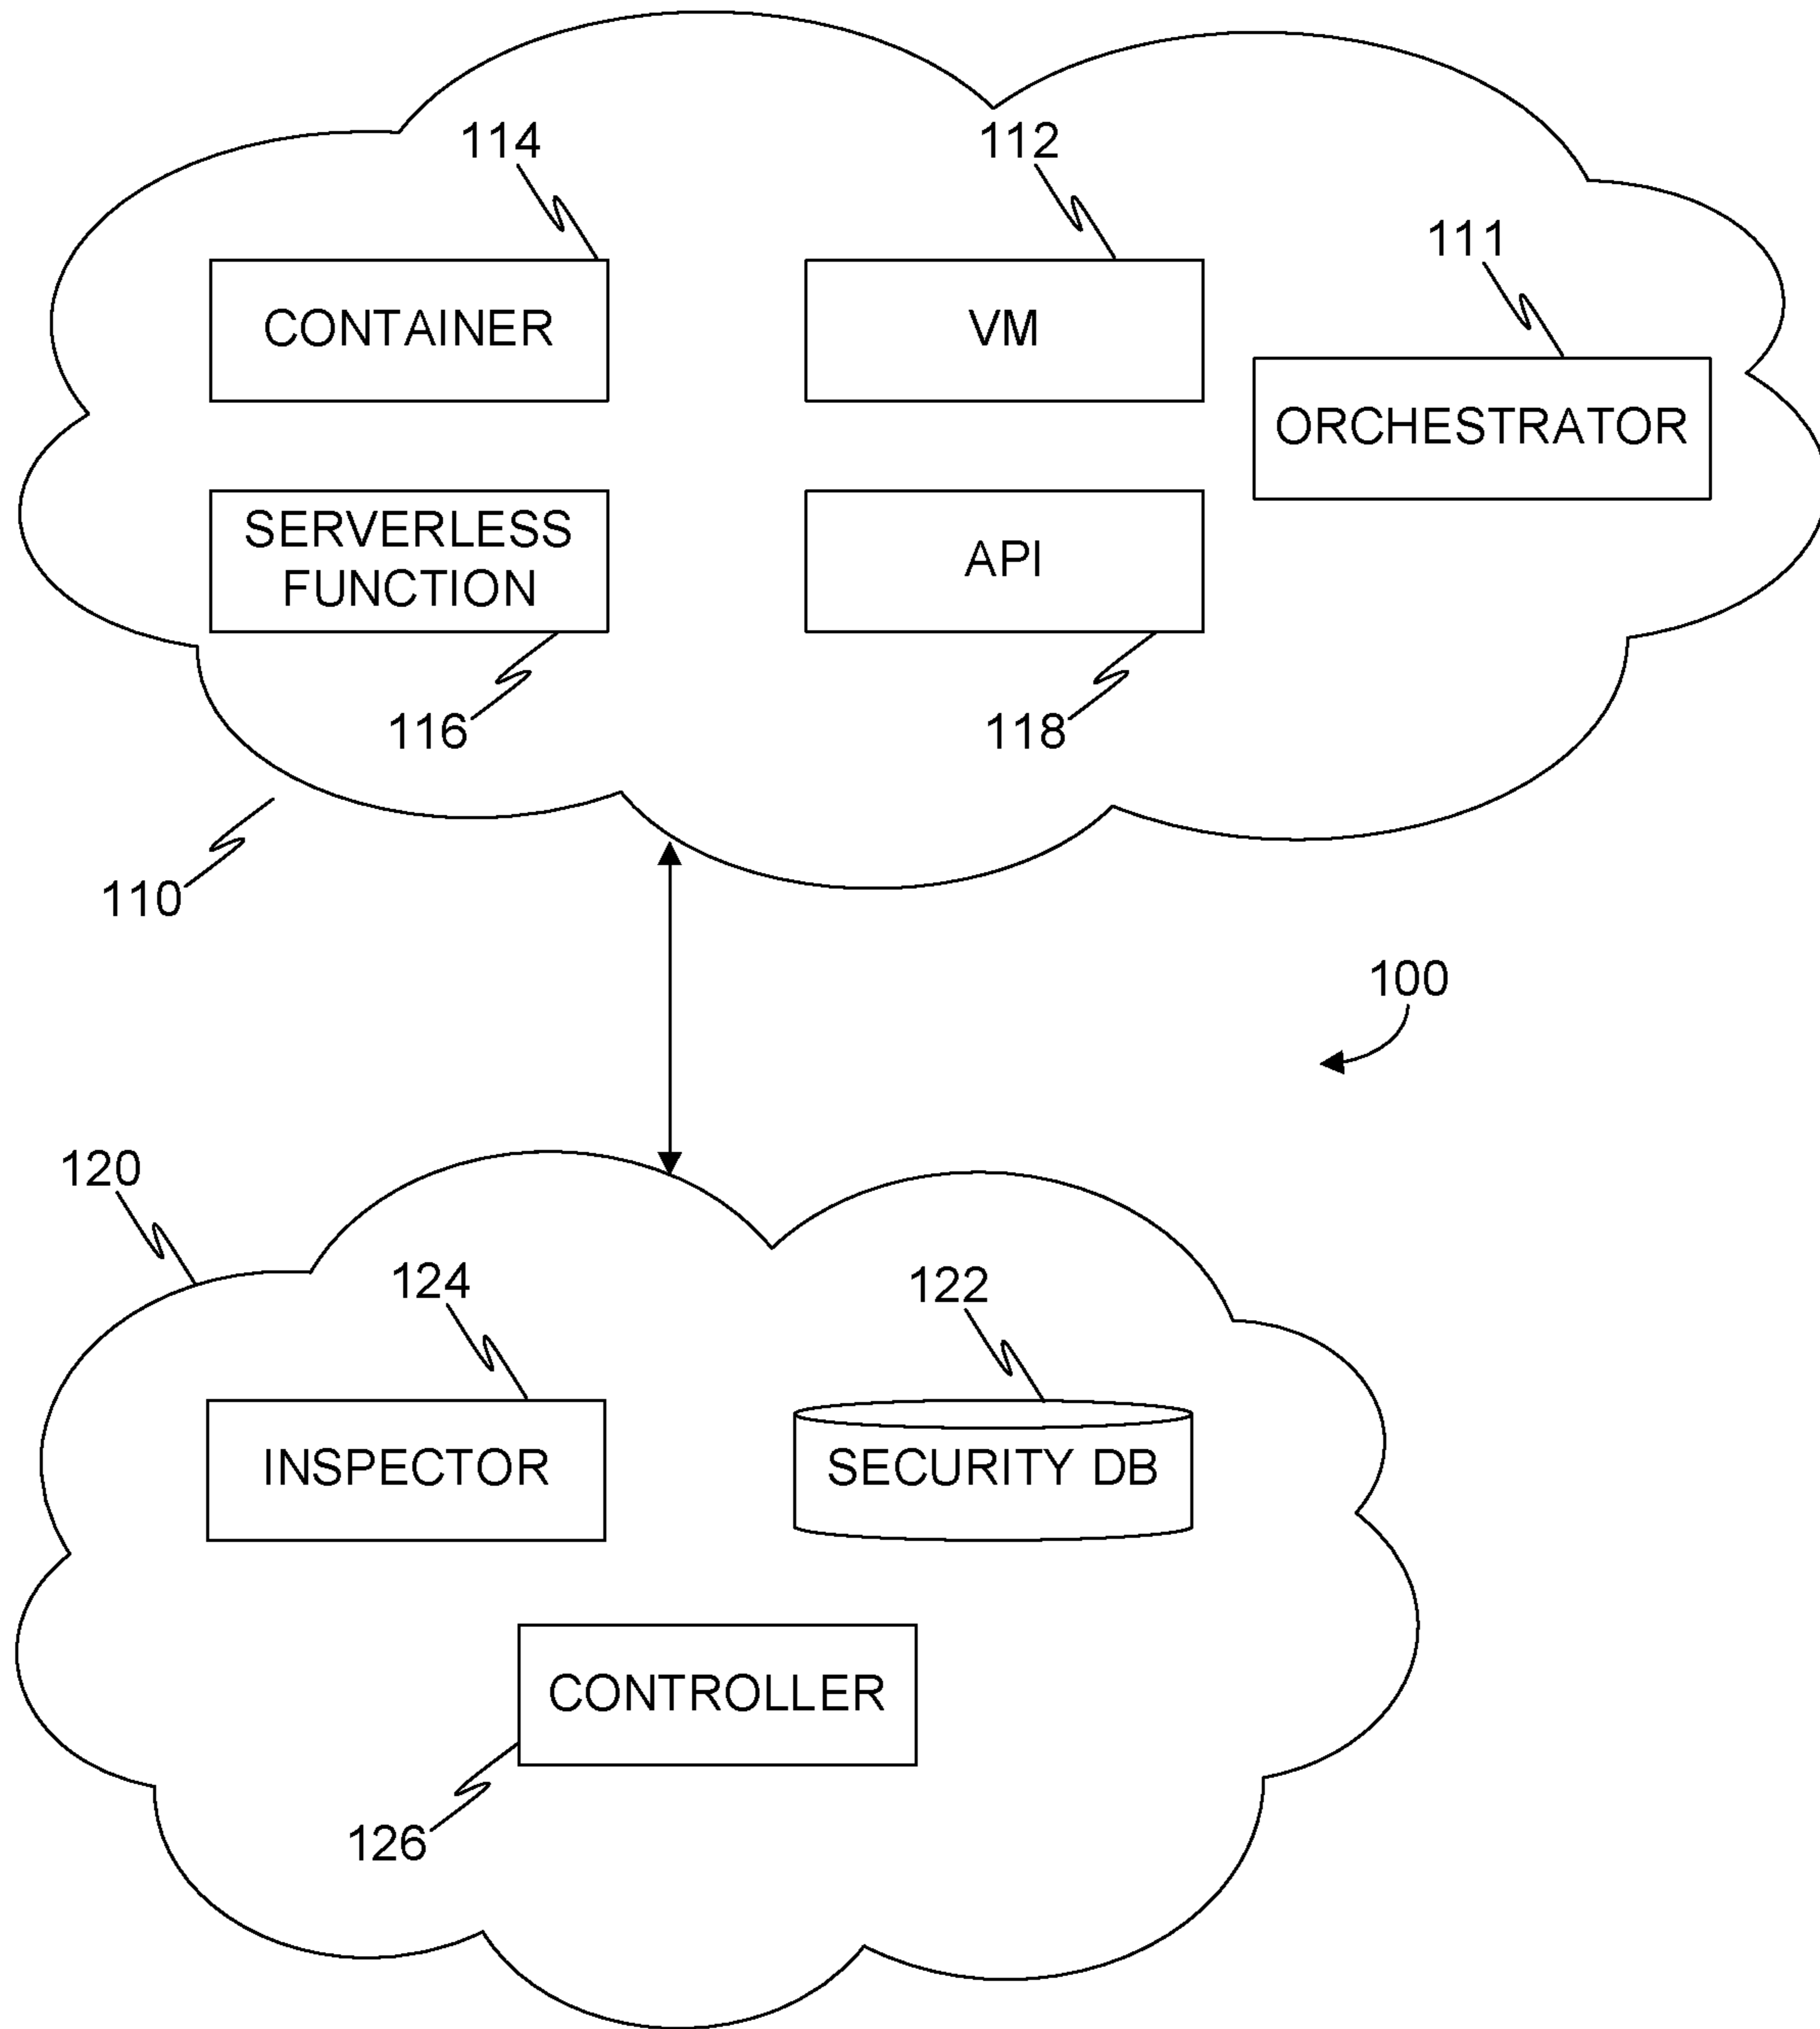 114
112
111
CONTAINER
VM
ORCHESTRATOR
SERVERLESS
FUNCTION
API
116
118
110
100
120
124
122
INSPECTOR
SECURITY DB
CONTROLLER
126